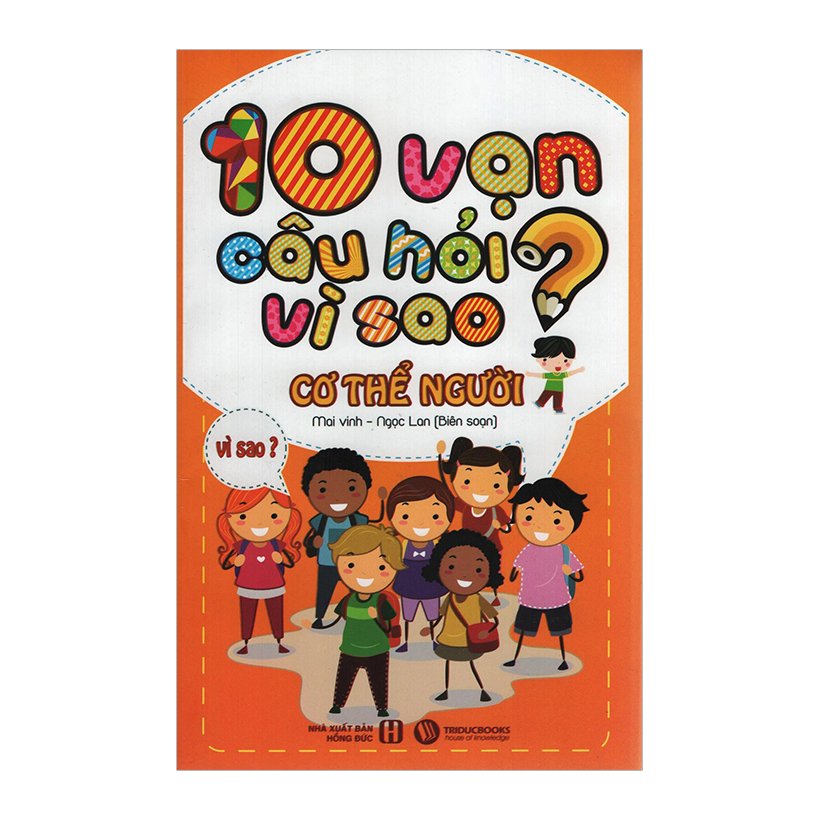 10 vạn
câu hỏi
vì sao ?
CƠ THỂ NGƯỜI
Mai vinh - Ngọc Lan (Biên soạn)
vì sao ?
NHÀ XUẤT BẢN
HỒNG ĐỨC
H
TRIDUCBOOKS
house of knowledge